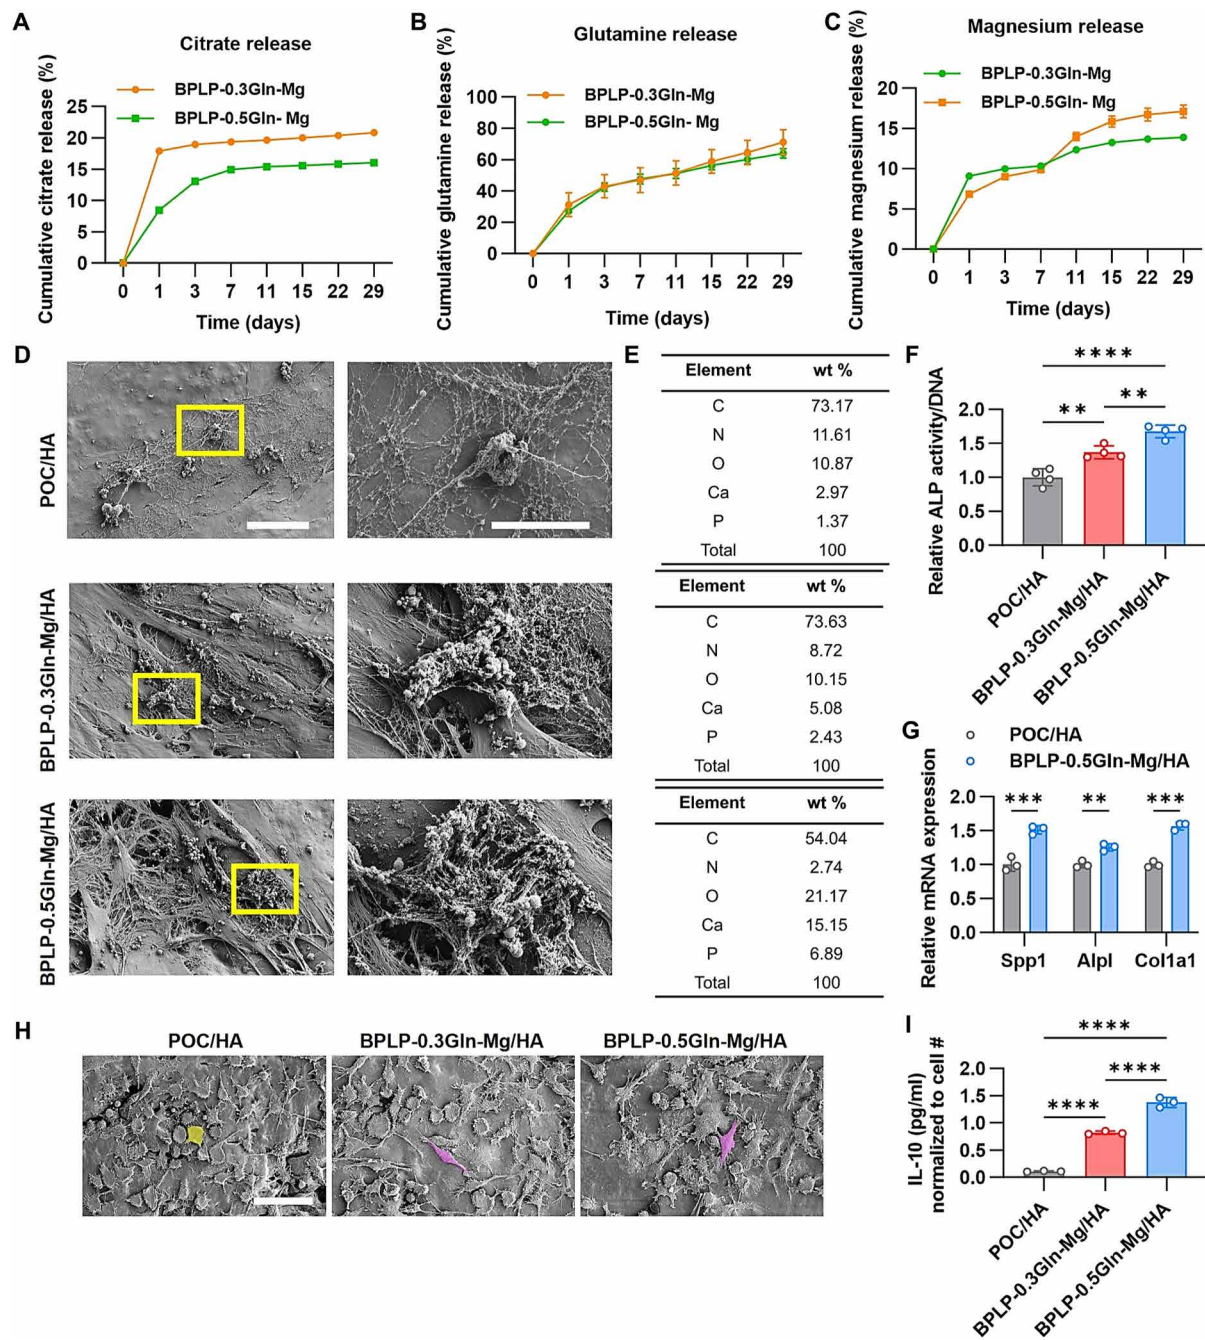 A
Citrate release
Cumulative citrate release (%)
BPLP-0.3Gln-Mg
BPLP-0.5Gln- Mg
25
20
15
10
5
0
0 1 3 7 11 15 22 29
Time (days)
B
Glutamine release
Cumulative glutamine release (%)
BPLP-0.3Gln-Mg
BPLP-0.5Gln- Mg
100
80
60
40
20
0
0 1 3 7 11 15 22 29
Time (days)
C
Magnesium release
Cumulative magnesium release (%)
BPLP-0.3Gln-Mg
BPLP-0.5Gln- Mg
20
15
10
5
0
0 1 3 7 11 15 22 29
Time (days)
D
POC/HA
BPLP-0.3Gln-Mg/HA
BPLP-0.5Gln-Mg/HA
E
Element wt %
C 73.17
N 11.61
O 10.87
Ca 2.97
P 1.37
Total 100
Element wt %
C 73.63
N 8.72
O 10.15
Ca 5.08
P 2.43
Total 100
Element wt %
C 54.04
N 2.74
O 21.17
Ca 15.15
P 6.89
Total 100
F
Relative ALP activity/DNA
****
** **
2.0
1.5
1.0
0.5
0.0
POC/HA
BPLP-0.3Gln-Mg/HA
BPLP-0.5Gln-Mg/HA
G
POC/HA
BPLP-0.5Gln-Mg/HA
Relative mRNA expression
*** ** ***
2.0
1.5
1.0
0.5
0.0
Spp1 Alpl Col1a1
H
POC/HA BPLP-0.3Gln-Mg/HA BPLP-0.5Gln-Mg/HA
I
IL-10 (pg/ml)
normalized to cell #
****
****
****
2.0
1.5
1.0
0.5
0.0
POC/HA
BPLP-0.3Gln-Mg/HA
BPLP-0.5Gln-Mg/HA